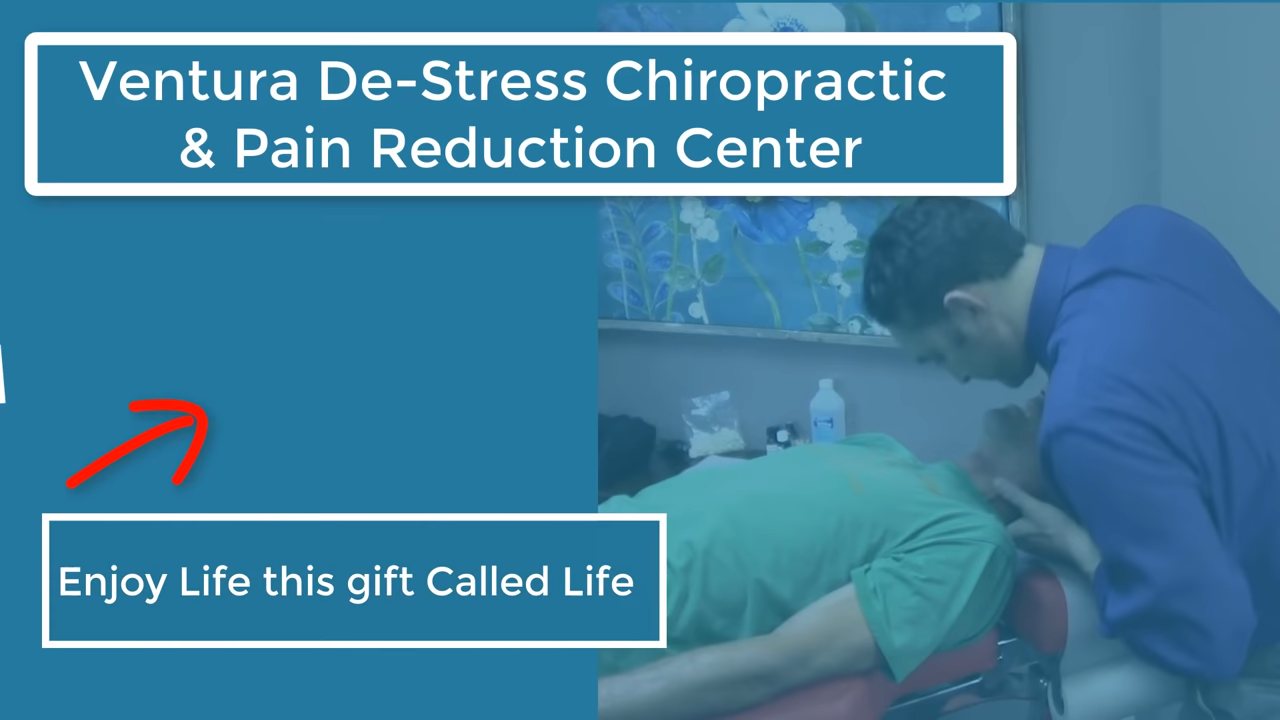 Ventura De-Stress Chiropractic
& Pain Reduction Center
Enjoy Life this gift Called Life